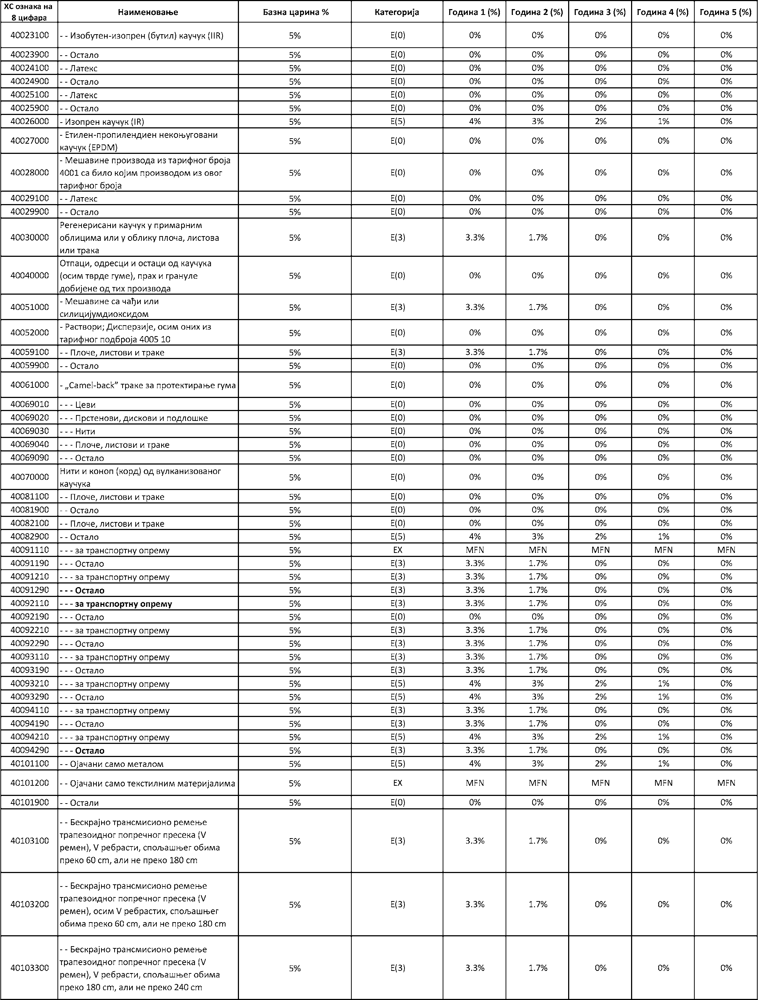 ХС ознака на 8 цифара | Наименовање | Базна царина % | Категорија | Година 1 (%) | Година 2 (%) | Година 3 (%) | Година 4 (%) | Година 5 (%)
40023100 | - - Изобутен-изопрен (бутил) каучук (IIR) | 5% | E(0) | 0% | 0% | 0% | 0% | 0%
40023900 | - - Остало | 5% | E(0) | 0% | 0% | 0% | 0% | 0%
40024100 | - - Латекс | 5% | E(0) | 0% | 0% | 0% | 0% | 0%
40024900 | - - Остало | 5% | E(0) | 0% | 0% | 0% | 0% | 0%
40025100 | - - Латекс | 5% | E(0) | 0% | 0% | 0% | 0% | 0%
40025900 | - - Остало | 5% | E(0) | 0% | 0% | 0% | 0% | 0%
40026000 | - Изопрен каучук (IR) | 5% | E(5) | 4% | 3% | 2% | 1% | 0%
40027000 | - Етилен-пропилендиен некоњуговани каучук (EPDM) | 5% | E(0) | 0% | 0% | 0% | 0% | 0%
40028000 | - Мешавине производа из тарифног броја 4001 са било којим производом из овог тарифног броја | 5% | E(0) | 0% | 0% | 0% | 0% | 0%
40029100 | - - Латекс | 5% | E(0) | 0% | 0% | 0% | 0% | 0%
40029900 | - - Остало | 5% | E(0) | 0% | 0% | 0% | 0% | 0%
40030000 | Регенерисани каучук у примарним облицима или у облику плоча, листова или трака | 5% | E(3) | 3.3% | 1.7% | 0% | 0% | 0%
40040000 | Отпаци, одресци и остаци од каучука (осим тврде гуме), прах и грануле добијене од тих производа | 5% | E(0) | 0% | 0% | 0% | 0% | 0%
40051000 | - Мешавине са чађи или силицијумдиоксидом | 5% | E(3) | 3.3% | 1.7% | 0% | 0% | 0%
40052000 | - Раствори; Дисперзије, осим оних из тарифног подброја 4005 10 | 5% | E(0) | 0% | 0% | 0% | 0% | 0%
40059100 | - - Плоче, листови и траке | 5% | E(3) | 3.3% | 1.7% | 0% | 0% | 0%
40059900 | - - Остало | 5% | E(0) | 0% | 0% | 0% | 0% | 0%
40061000 | - „Camel-back” траке за протектирање гума | 5% | E(0) | 0% | 0% | 0% | 0% | 0%
40069010 | - - - Цеви | 5% | E(0) | 0% | 0% | 0% | 0% | 0%
40069020 | - - - Прстенови, дискови и подлошке | 5% | E(0) | 0% | 0% | 0% | 0% | 0%
40069030 | - - - Нити | 5% | E(0) | 0% | 0% | 0% | 0% | 0%
40069040 | - - - Плоче, листови и траке | 5% | E(0) | 0% | 0% | 0% | 0% | 0%
40069090 | - - - Остало | 5% | E(0) | 0% | 0% | 0% | 0% | 0%
40070000 | Нити и коноп (корд) од вулканизованог каучука | 5% | E(0) | 0% | 0% | 0% | 0% | 0%
40081100 | - - Плоче, листови и траке | 5% | E(0) | 0% | 0% | 0% | 0% | 0%
40081900 | - - Остало | 5% | E(0) | 0% | 0% | 0% | 0% | 0%
40082100 | - - Плоче, листови и траке | 5% | E(0) | 0% | 0% | 0% | 0% | 0%
40082900 | - - Остало | 5% | E(5) | 4% | 3% | 2% | 1% | 0%
40091110 | - - - за транспортну опрему | 5% | EX | MFN | MFN | MFN | MFN | MFN
40091190 | - - - Остало | 5% | E(3) | 3.3% | 1.7% | 0% | 0% | 0%
40091210 | - - - за транспортну опрему | 5% | E(3) | 3.3% | 1.7% | 0% | 0% | 0%
40091290 | - - - Остало | 5% | E(3) | 3.3% | 1.7% | 0% | 0% | 0%
40092110 | - - - за транспортну опрему | 5% | E(3) | 3.3% | 1.7% | 0% | 0% | 0%
40092190 | - - - Остало | 5% | E(0) | 0% | 0% | 0% | 0% | 0%
40092210 | - - - за транспортну опрему | 5% | E(3) | 3.3% | 1.7% | 0% | 0% | 0%
40092290 | - - - Остало | 5% | E(3) | 3.3% | 1.7% | 0% | 0% | 0%
40093110 | - - - за транспортну опрему | 5% | E(3) | 3.3% | 1.7% | 0% | 0% | 0%
40093190 | - - - Остало | 5% | E(3) | 3.3% | 1.7% | 0% | 0% | 0%
40093210 | - - - за транспортну опрему | 5% | E(5) | 4% | 3% | 2% | 1% | 0%
40093290 | - - - Остало | 5% | E(5) | 4% | 3% | 2% | 1% | 0%
40094110 | - - - за транспортну опрему | 5% | E(3) | 3.3% | 1.7% | 0% | 0% | 0%
40094190 | - - - Остало | 5% | E(3) | 3.3% | 1.7% | 0% | 0% | 0%
40094210 | - - - за транспортну опрему | 5% | E(5) | 4% | 3% | 2% | 1% | 0%
40094290 | - - - Остало | 5% | E(3) | 3.3% | 1.7% | 0% | 0% | 0%
40101100 | - - Ојачани само металом | 5% | E(5) | 4% | 3% | 2% | 1% | 0%
40101200 | - - Ојачани само текстилним материјалима | 5% | EX | MFN | MFN | MFN | MFN | MFN
40101900 | - - Остали | 5% | E(0) | 0% | 0% | 0% | 0% | 0%
40103100 | - - Бескрајно трансмисионо ремење трапезоидног попречног пресека (V ремен), V ребрасти, спољашњег обима преко 60 cm, али не преко 180 cm | 5% | E(3) | 3.3% | 1.7% | 0% | 0% | 0%
40103200 | - - Бескрајно трансмисионо ремење трапезоидног попречног пресека (V ремен), осим V ребрастих, спољашњег обима преко 60 cm, али не преко 180 cm | 5% | E(3) | 3.3% | 1.7% | 0% | 0% | 0%
40103300 | - - Бескрајно трансмисионо ремење трапезоидног попречног пресека (V ремен), V ребрасти, спољашњег обима преко 180 cm, али не преко 240 cm | 5% | E(3) | 3.3% | 1.7% | 0% | 0% | 0%